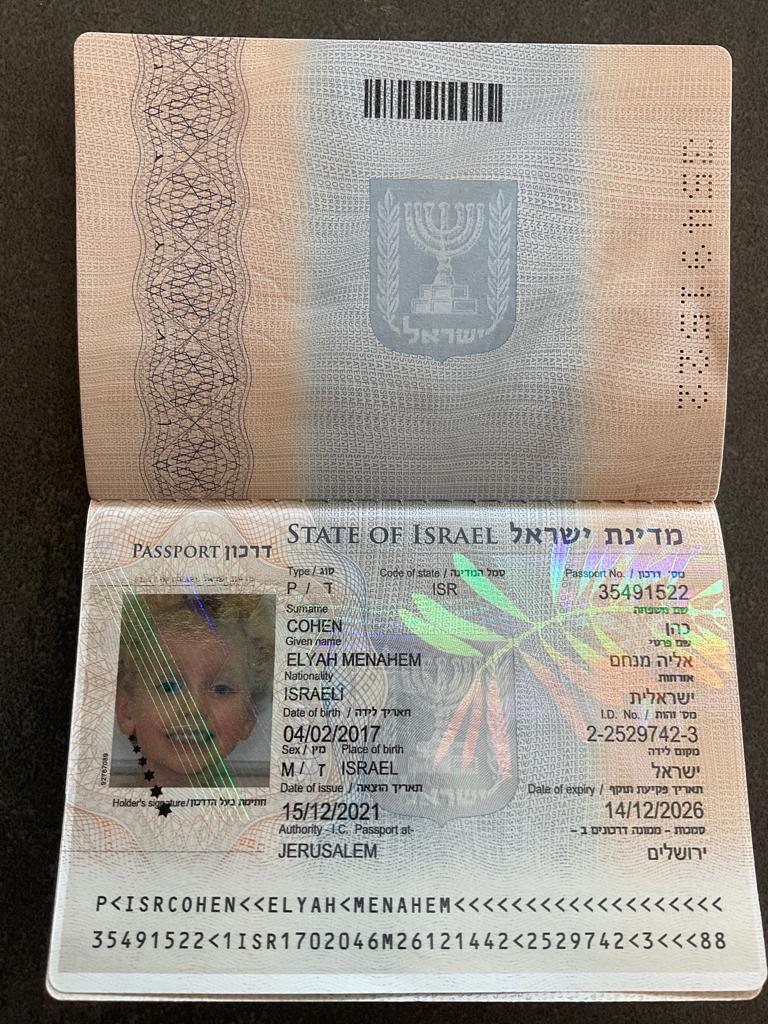 ישראל
35491522
STATE OF ISRAEL מדינת ישראל
PASSPORT דרכון
Type / סוג Code of state / סמל המדינה Passport No. / מס' דרכון
P / ד ISR 35491522
Surname שם משפחה
COHEN כהן
Given name שם פרטי
ELYAH MENAHEM אליה מנחם
Nationality אזרחות
ISRAELI ישראלית
Date of birth / תאריך לידה I.D. No. / מס' זהות
04/02/2017 2-2529742-3
Sex / מין Place of birth מקום לידה
M / ז ISRAEL ישראל
Date of issue / תאריך הוצאה Date of expiry / תאריך פקיעת תוקף
15/12/2021 14/12/2026
Authority - I.C. Passport at- סמכות - ממונה דרכונים ב -
JERUSALEM ירושלים
92767089
Holder's signature / חתימת בעל הדרכון
ישראל
P<ISRCOHEN<<ELYAH<MENAHEM<<<<<<<<<<<<<<<<<<<
35491522<1ISR1702046M26121442<2529742<3<<<88